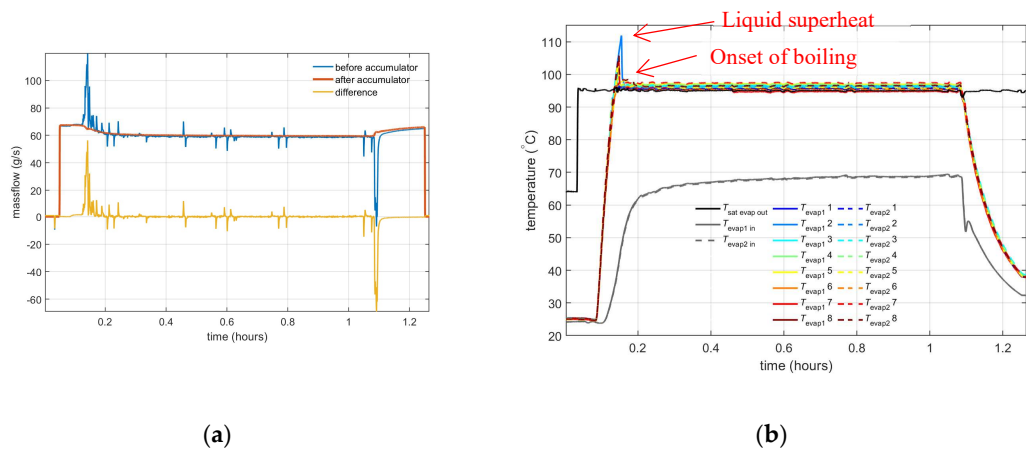 before accumulator
after accumulator
difference
massflow (g/s)
100
80
60
40
20
0
-20
-40
-60
0
0.2
0.4
0.6
0.8
1
1.2
time (hours)
(a)
Liquid superheat
Onset of boiling
temperature (°C)
110
100
90
80
70
60
50
40
30
20
T sat evap out
T evap1 in
T evap2 in
T evap1 1
T evap1 2
T evap1 3
T evap1 4
T evap1 5
T evap1 6
T evap1 7
T evap1 8
T evap2 1
T evap2 2
T evap2 3
T evap2 4
T evap2 5
T evap2 6
T evap2 7
T evap2 8
0.2
0.4
0.6
0.8
1
1.2
time (hours)
(b)